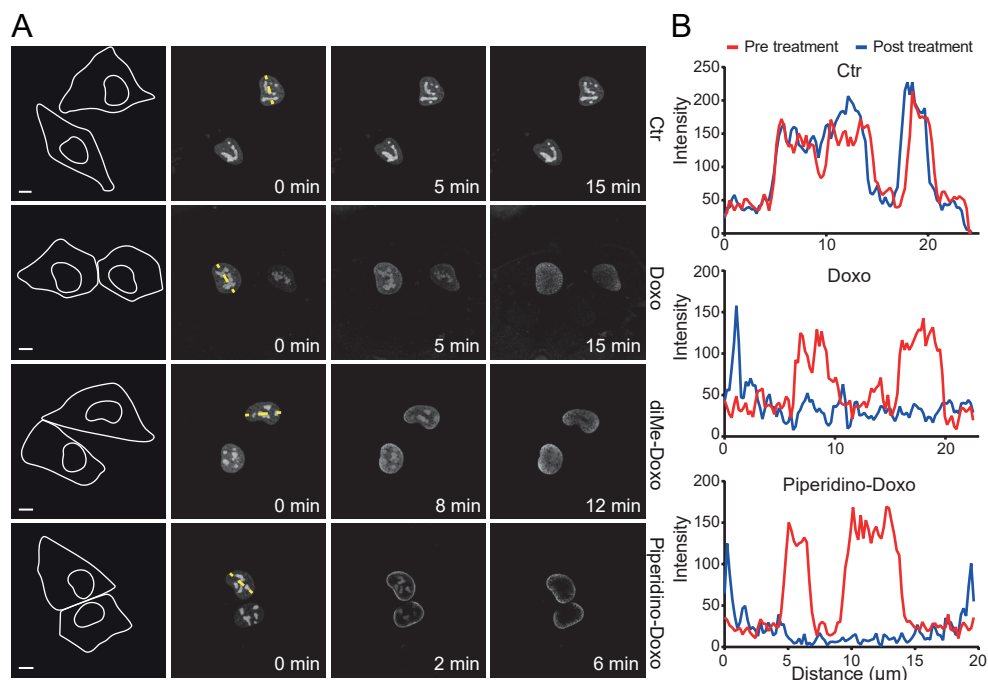 A
0 min
5 min
15 min
Ctr
0 min
5 min
15 min
Doxo
0 min
8 min
12 min
diMe-Doxo
0 min
2 min
6 min
Piperidino-Doxo
B
Pre treatment Post treatment
Ctr
Intensity
250
200
150
100
50
0
0 10 20
Doxo
Intensity
200
150
100
50
0
0 10 20
Piperidino-Doxo
Intensity
200
150
100
50
0
0 5 10 15 20
Distance (µm)